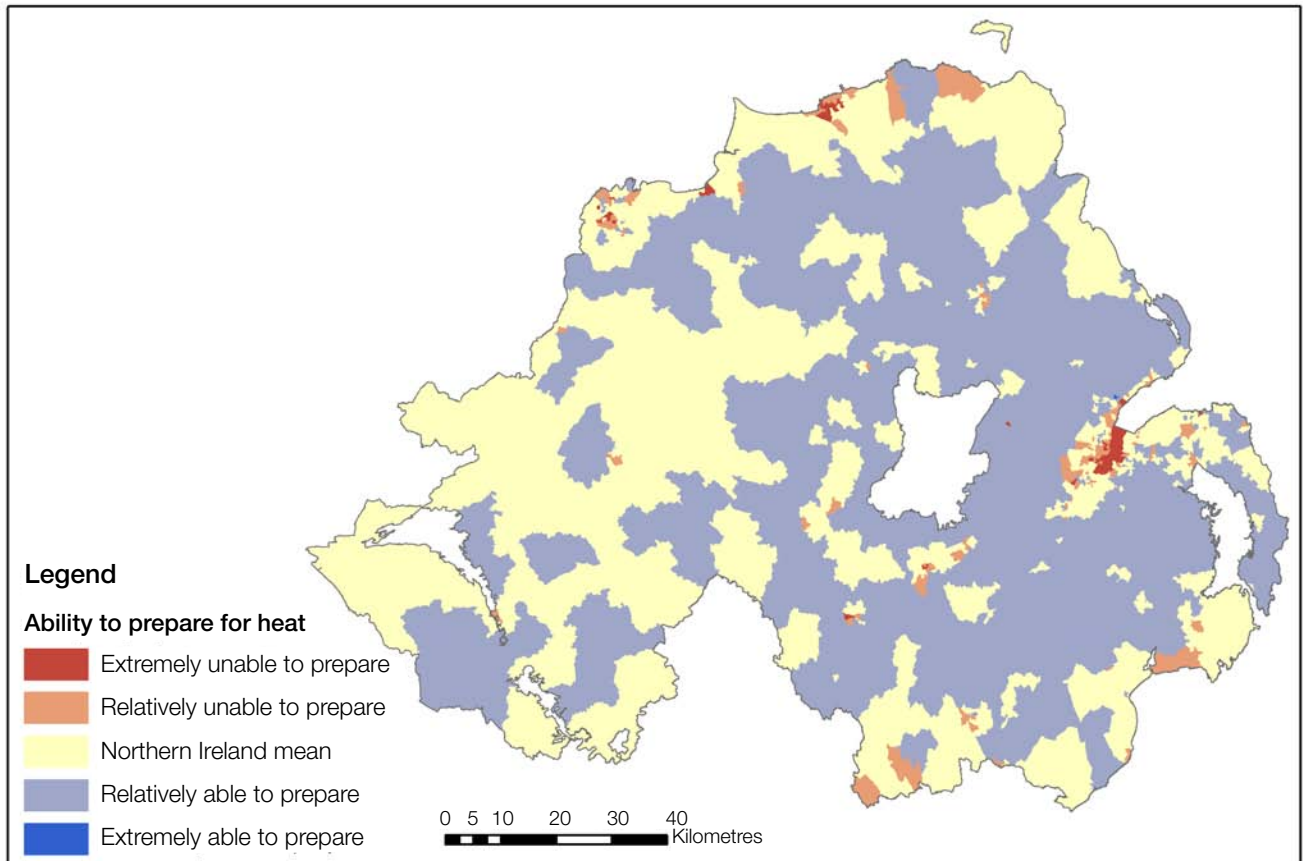 Legend
Ability to prepare for heat
Extremely unable to prepare
Relatively unable to prepare
Northern Ireland mean
Relatively able to prepare
Extremely able to prepare
0 5 10 20 30 40
Kilometres